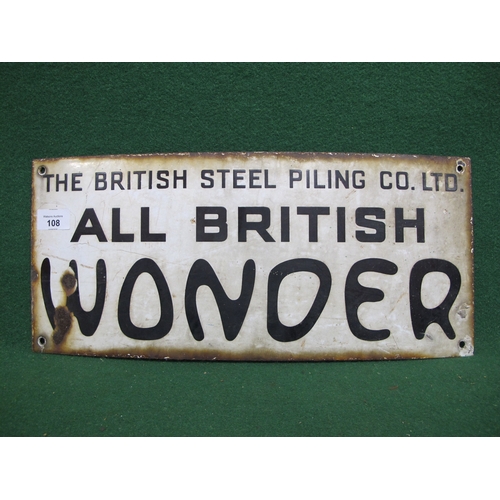 THE BRITISH STEEL PILING CO. LTD.
ALL BRITISH
108
WONDER